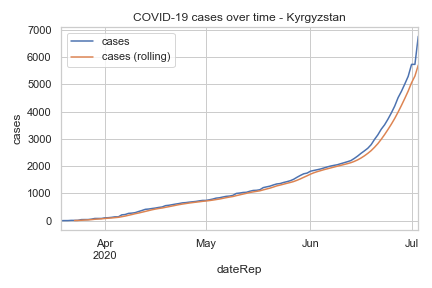 COVID-19 cases over time - Kyrgyzstan
cases
cases (rolling)
7000
6000
5000
4000
3000
2000
1000
0
cases
Apr
2020
May
Jun
Jul
dateRep